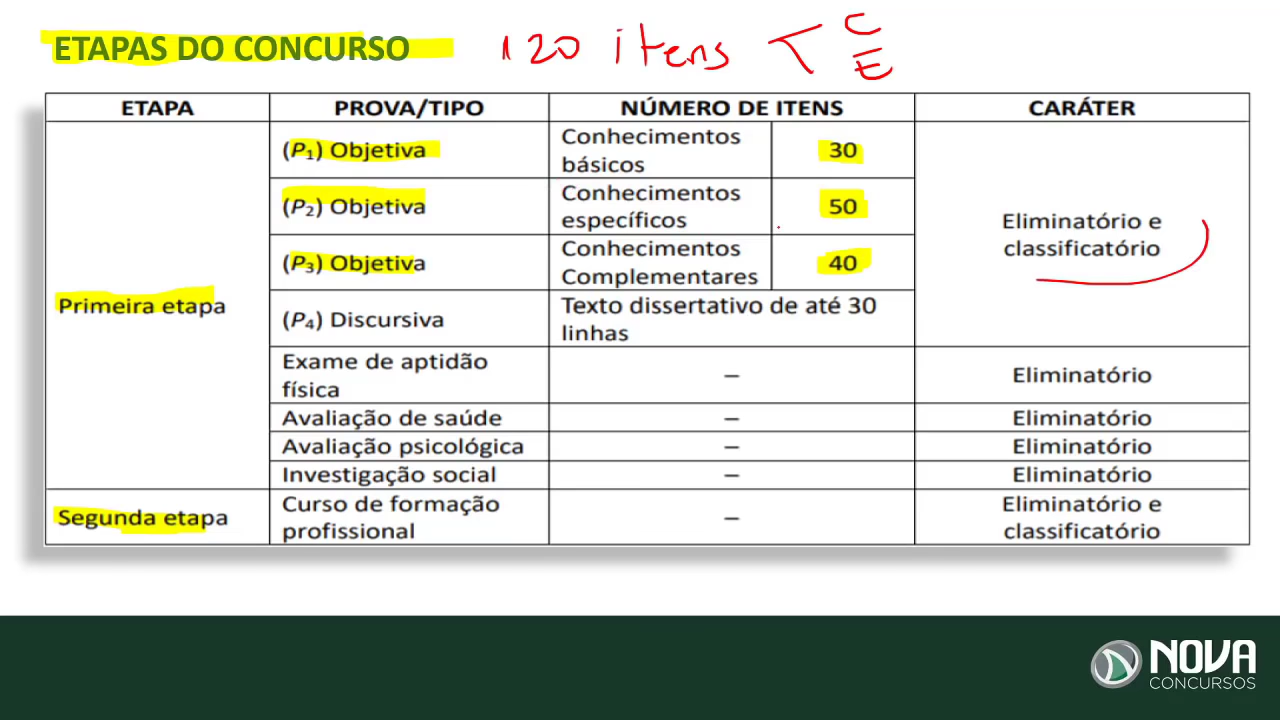 ETAPAS DO CONCURSO
120 itens C
E
ETAPA PROVA/TIPO NÚMERO DE ITENS CARÁTER
Primeira etapa
(P₁) Objetiva
Conhecimentos
básicos
30
Eliminatório e
classificatório
(P₂) Objetiva
Conhecimentos
específicos
50
(P₃) Objetiva
Conhecimentos
Complementares
40
(P₄) Discursiva
Texto dissertativo de até 30
linhas
Exame de aptidão
física
–
Eliminatório
Avaliação de saúde – Eliminatório
Avaliação psicológica – Eliminatório
Investigação social – Eliminatório
Segunda etapa
Curso de formação
profissional
–
Eliminatório e
classificatório
NOVA
CONCURSOS